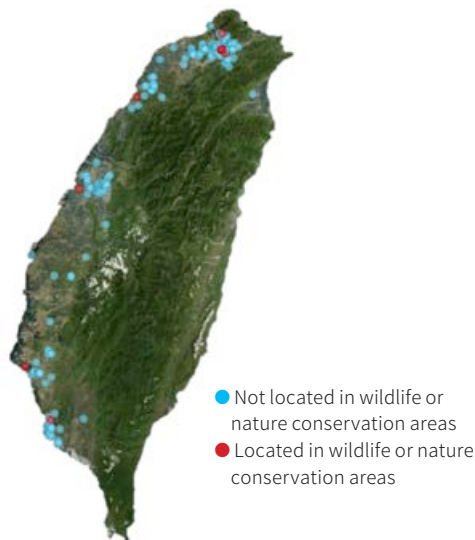 Not located in wildlife or
nature conservation areas
Located in wildlife or nature
conservation areas